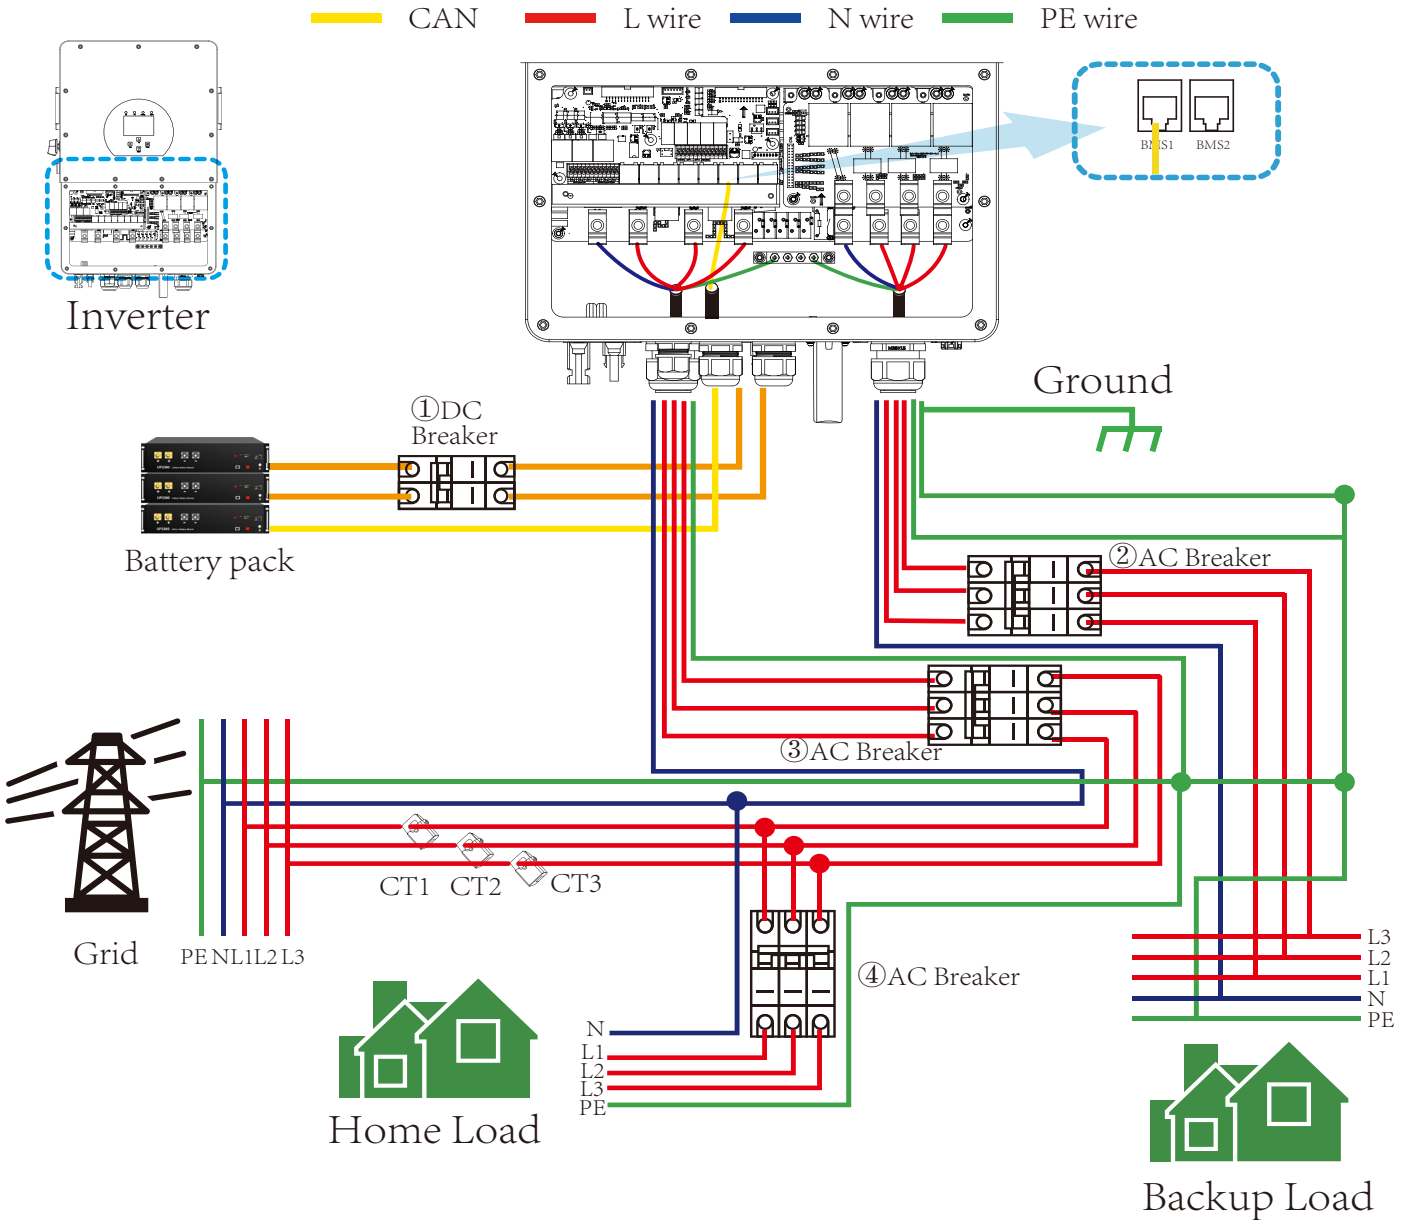 CAN L wire N wire PE wire
BMS1 BMS2
Inverter
Ground
①DC
Breaker
Battery pack
②AC Breaker
③AC Breaker
CT1 CT2 CT3
Grid
PE N L1 L2 L3
④AC Breaker
L3
L2
L1
N
PE
N
L1
L2
L3
PE
Home Load
Backup Load